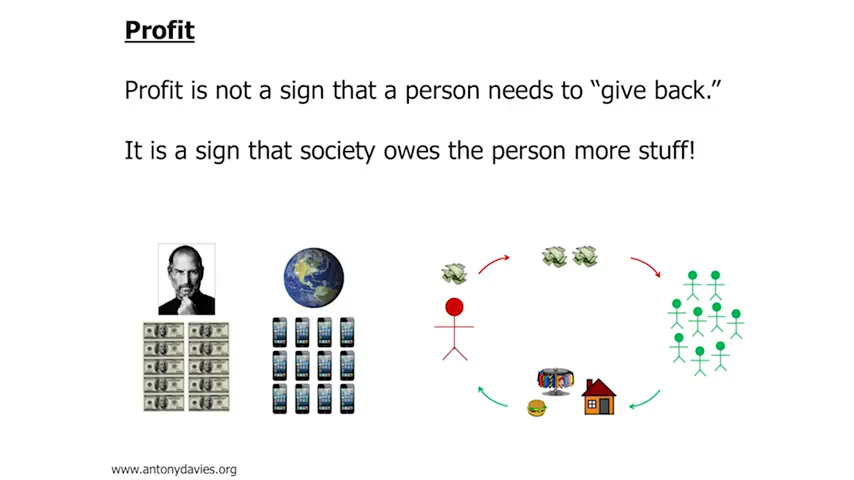 Profit
Profit is not a sign that a person needs to “give back.”
It is a sign that society owes the person more stuff!
www.antonydavies.org